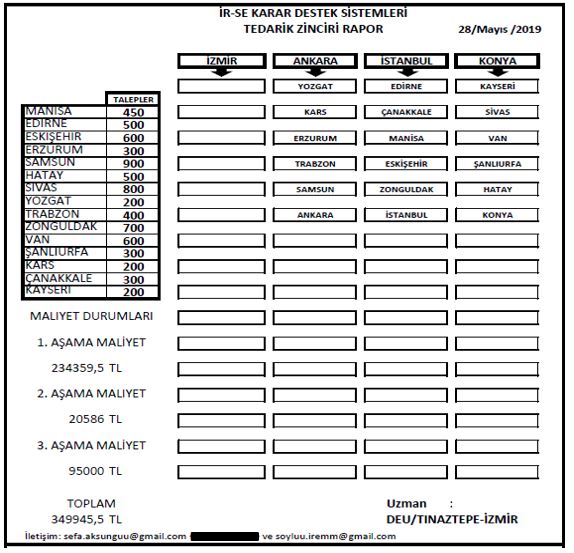 İR-SE KARAR DESTEK SİSTEMLERİ
TEDARİK ZİNCİRİ RAPOR 28/Mayıs /2019
İZMİR ANKARA İSTANBUL KONYA
YOZGAT EDİRNE KAYSERİ
TALEPLER
MANİSA 450 KARS ÇANAKKALE SİVAS
EDİRNE 500
ESKİŞEHİR 600 ERZURUM MANİSA VAN
ERZURUM 300
SAMSUN 900 TRABZON ESKİŞEHİR ŞANLIURFA
HATAY 500
SİVAS 800 SAMSUN ZONGULDAK HATAY
YOZGAT 200
TRABZON 400 ANKARA İSTANBUL KONYA
ZONGULDAK 700
VAN 600
ŞANLIURFA 300
KARS 200
ÇANAKKALE 300
KAYSERİ 200
MALIYET DURUMLARI
1. AŞAMA MALİYET
234359,5 TL
2. AŞAMA MALIYET
20586 TL
3. AŞAMA MALİYET
95000 TL
TOPLAM Uzman :
349945,5 TL DEU/TINAZTEPE-İZMİR
İletişim: sefa.aksunguu@gmail.com ve soyluu.iremm@gmail.com